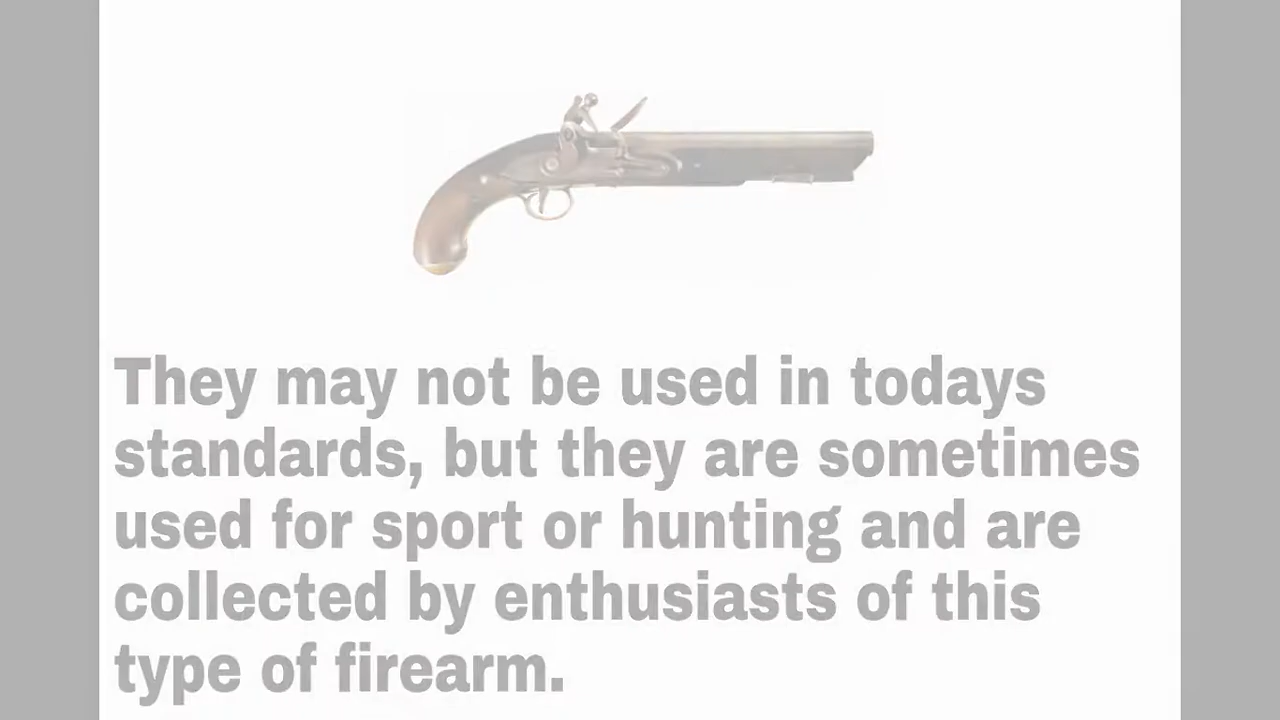 They may not be used in todays
standards, but they are sometimes
used for sport or hunting and are
collected by enthusiasts of this
type of firearm.